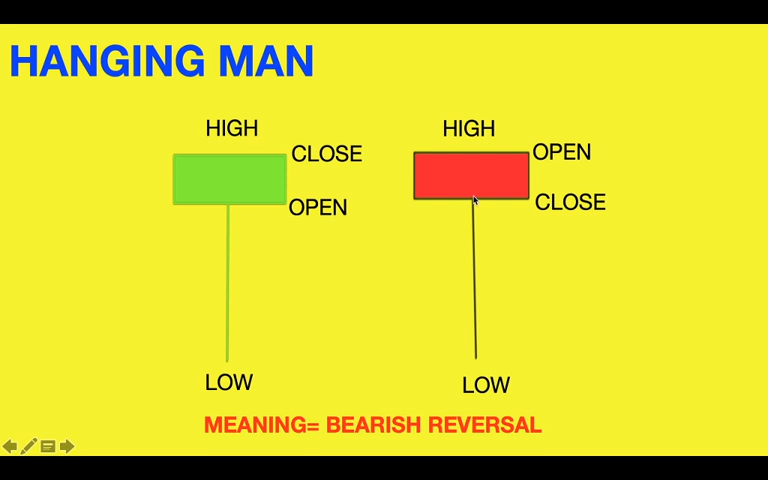 HANGING MAN
HIGH
HIGH
CLOSE
OPEN
OPEN
CLOSE
LOW
LOW
MEANING= BEARISH REVERSAL